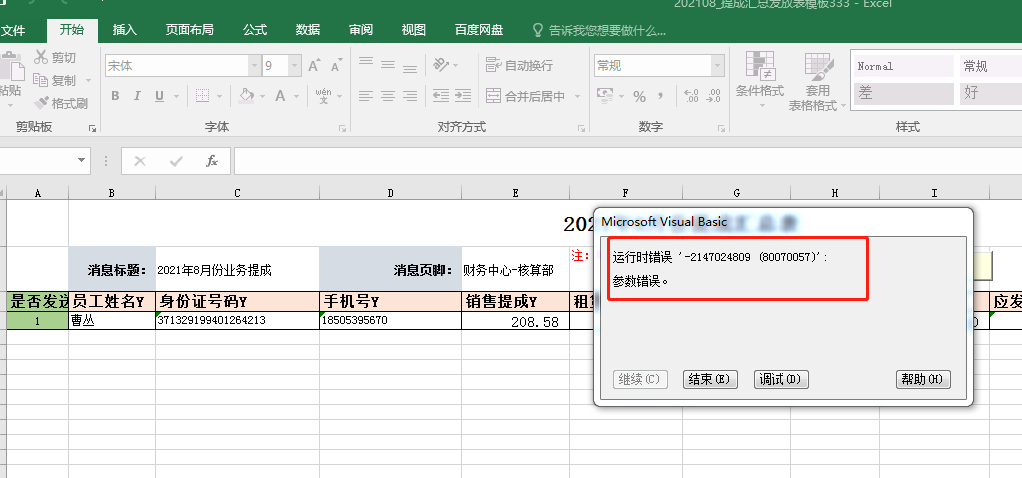 202108_提成汇总发放表模板333 - Excel
文件 开始 插入 页面布局 公式 数据 审阅 视图 百度网盘 告诉我您想要做什么...
剪切
复制
格式刷
粘贴
剪贴板
宋体 9
B I U A wén
字体
自动换行
合并后居中
对齐方式
常规
% ,
数字
条件格式
套用
表格格式
Normal 常规
差 好
样式
fx
A B C D E F G H I
消息标题: 2021年8月份业务提成 消息页脚: 财务中心-核算部 注:
是否发送 员工姓名Y 身份证号码Y 手机号Y 销售提成Y 应发
1 曹丛 371329199401264213 18505395670 208.58
Microsoft Visual Basic
运行时错误 '-2147024809 (80070057)':
参数错误。
继续(C) 结束(E) 调试(D) 帮助(H)